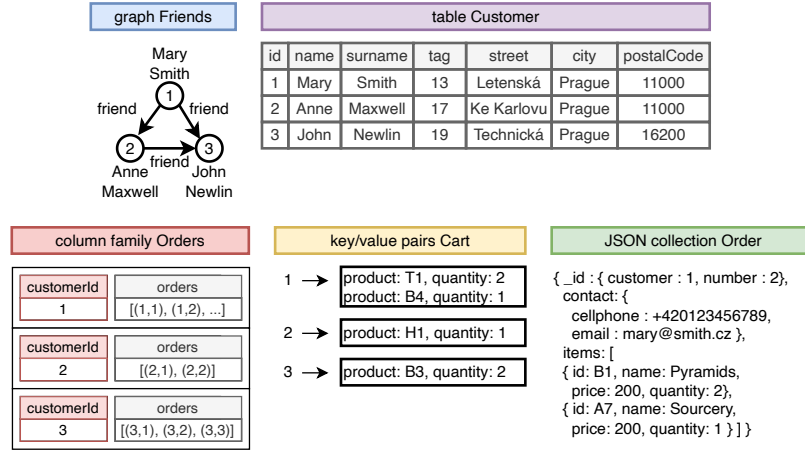 graph Friends
Mary
Smith
1
friend
friend
2
friend
3
Anne
Maxwell
John
Newlin
table Customer
id name surname tag street city postalCode
1 Mary Smith 13 Letenská Prague 11000
2 Anne Maxwell 17 Ke Karlovu Prague 11000
3 John Newlin 19 Technická Prague 16200
column family Orders
customerId orders
1 [(1,1), (1,2), ...]
customerId orders
2 [(2,1), (2,2)]
customerId orders
3 [(3,1), (3,2), (3,3)]
key/value pairs Cart
1 product: T1, quantity: 2
product: B4, quantity: 1
2 product: H1, quantity: 1
3 product: B3, quantity: 2
JSON collection Order
{ _id : { customer : 1, number : 2},
contact: {
cellphone : +420123456789,
email : mary@smith.cz },
items: [
{ id: B1, name: Pyramids,
price: 200, quantity: 2},
{ id: A7, name: Sourcery,
price: 200, quantity: 1 } ] }